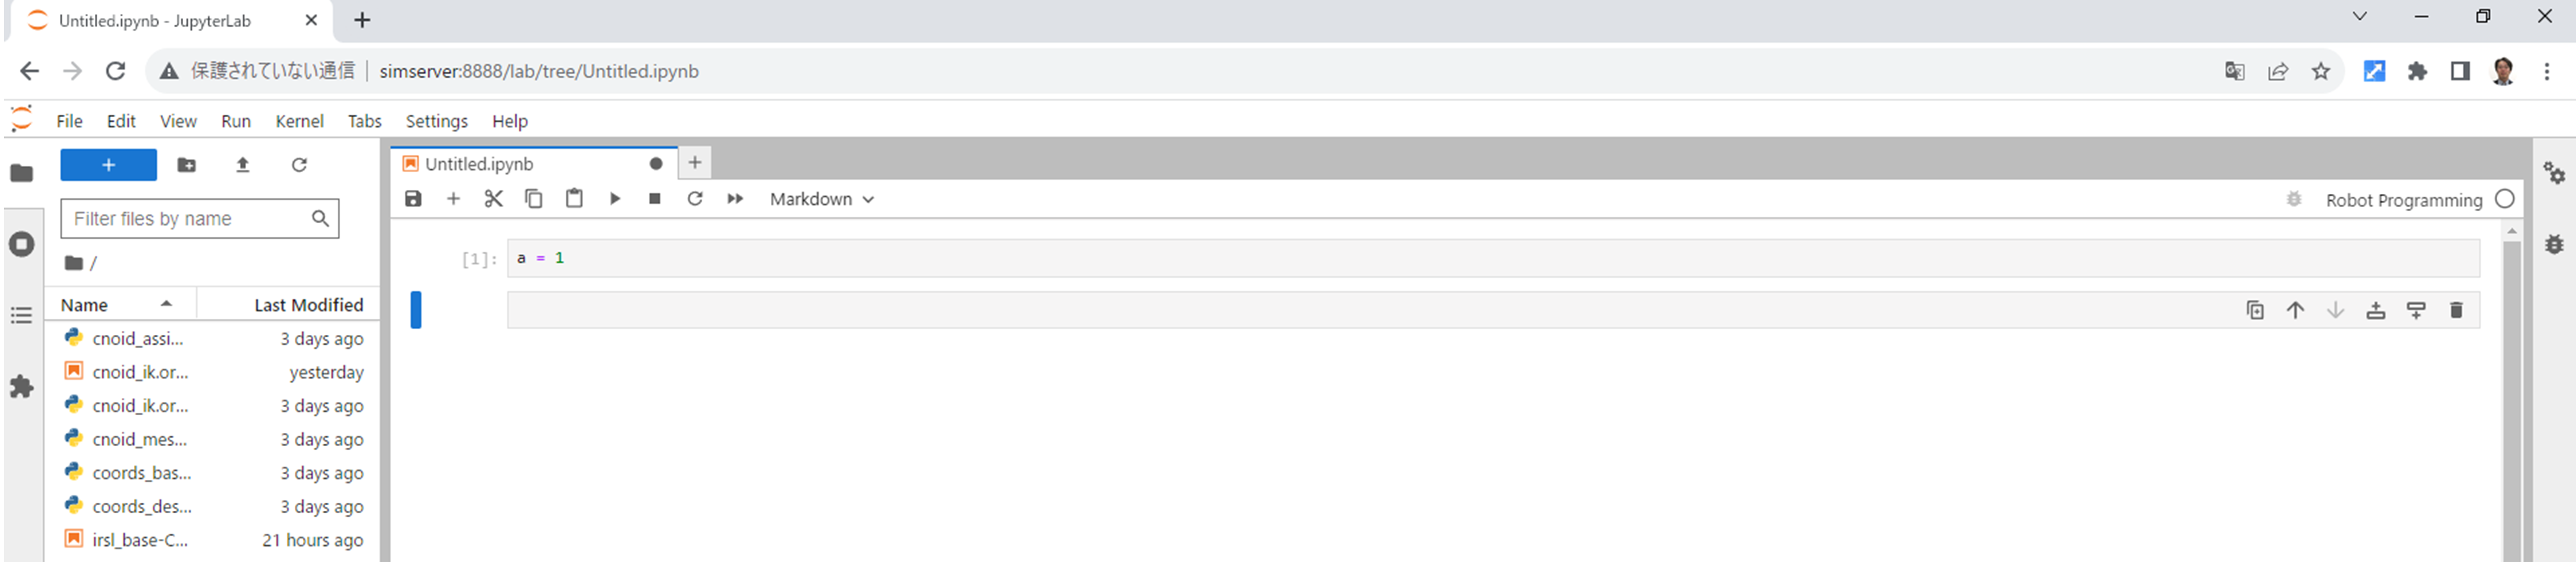 Untitled.ipynb - JupyterLab
保護されていない通信 simserver:8888/lab/tree/Untitled.ipynb
File Edit View Run Kernel Tabs Settings Help
Untitled.ipynb
Markdown
Robot Programming
Filter files by name
/
Name Last Modified
cnoid_assi... 3 days ago
cnoid_ik.or... yesterday
cnoid_ik.or... 3 days ago
cnoid_mes... 3 days ago
coords_bas... 3 days ago
coords_des... 3 days ago
irsl_base-C... 21 hours ago
[1]: a = 1